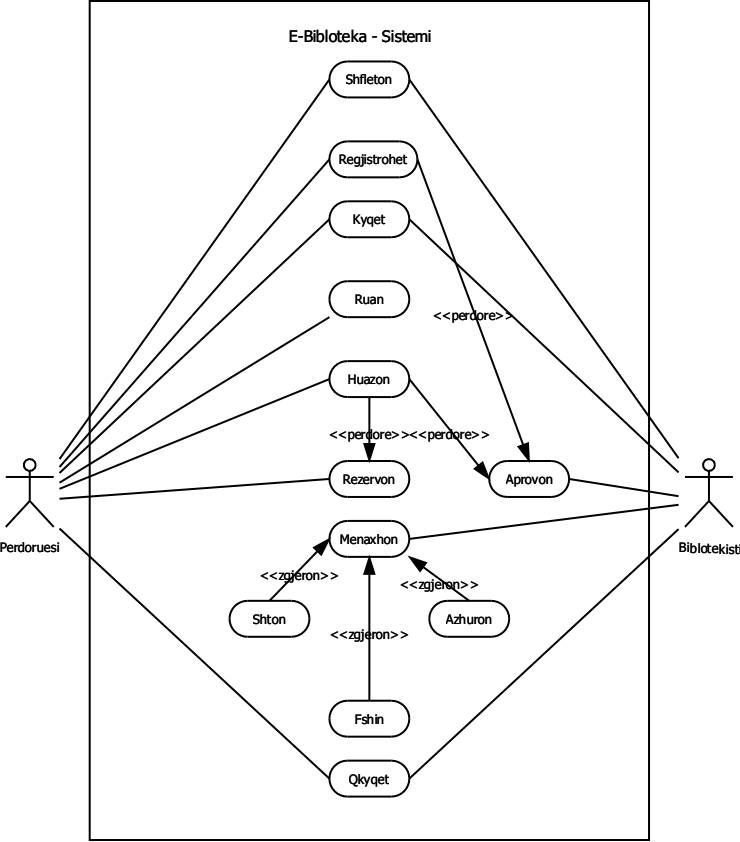 E-Bibloteka - Sistemi
Shfleton
Regjistrohet
Kyqet
Ruan
<<perdore>>
Huazon
<<perdore>>
<<perdore>>
Rezervon
Aprovon
Perdoruesi
Menaxhon
Biblotekisti
<<zgjeron>>
<<zgjeron>>
Shton
Azhuron
<<zgjeron>>
Fshin
Qkyqet